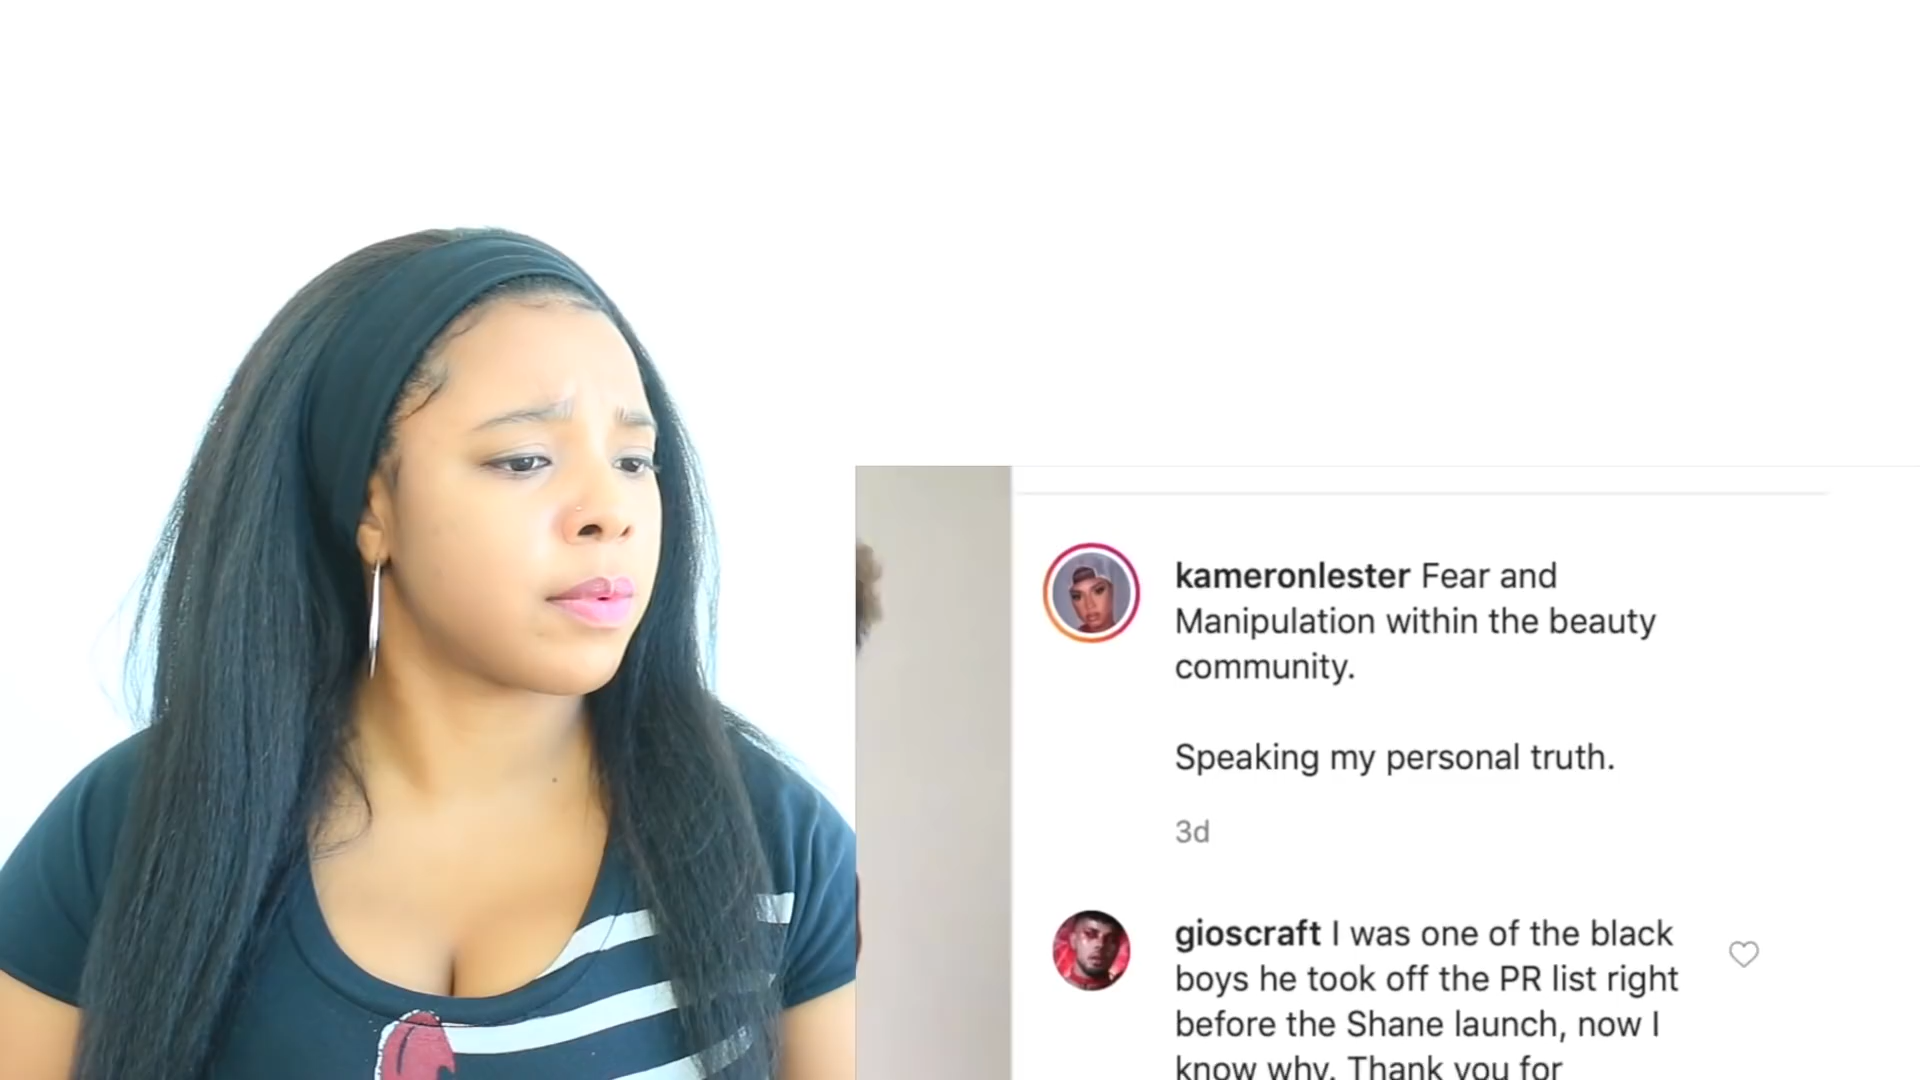 kameronlester Fear and
Manipulation within the beauty
community.
Speaking my personal truth.
3d
gioscraft I was one of the black
boys he took off the PR list right
before the Shane launch, now I
know why. Thank you for